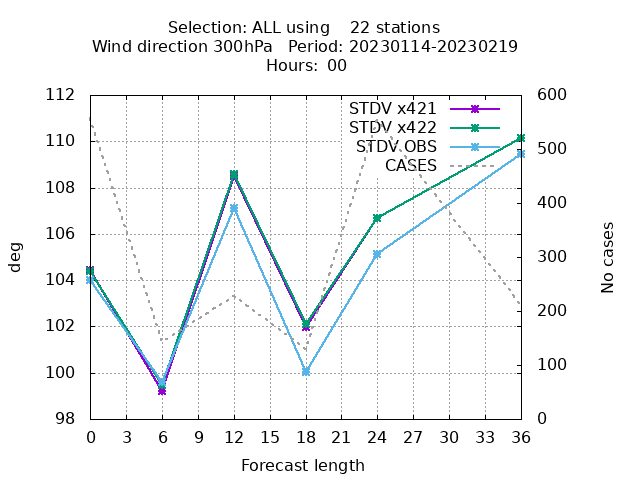 Selection: ALL using    22 stations
Wind direction 300hPa   Period: 20230114-20230219
Hours:  00
112 600
STDV x421
STDV x422
110 500
STDV OBS
CASES
108
400
106
deg No cases
300
104
200
102
100 100
98 0
0 3 6 9 12 15 18 21 24 27 30 33 36
Forecast length